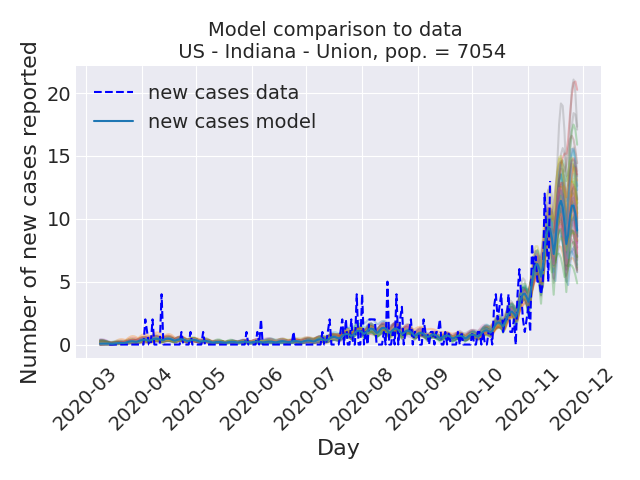 Model comparison to data
US - Indiana - Union, pop. = 7054
new cases data
new cases model
Number of new cases reported
20
15
10
5
0
2020-03
2020-04
2020-05
2020-06
2020-07
2020-08
2020-09
2020-10
2020-11
2020-12
Day